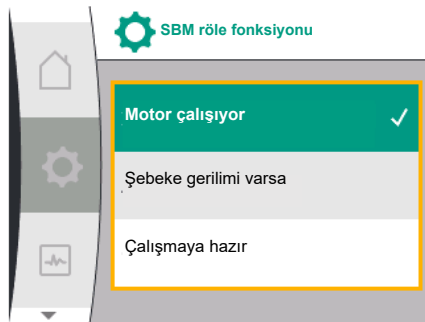 SBM röle fonksiyonu
Motor çalışıyor
Şebeke gerilimi varsa
Çalışmaya hazır